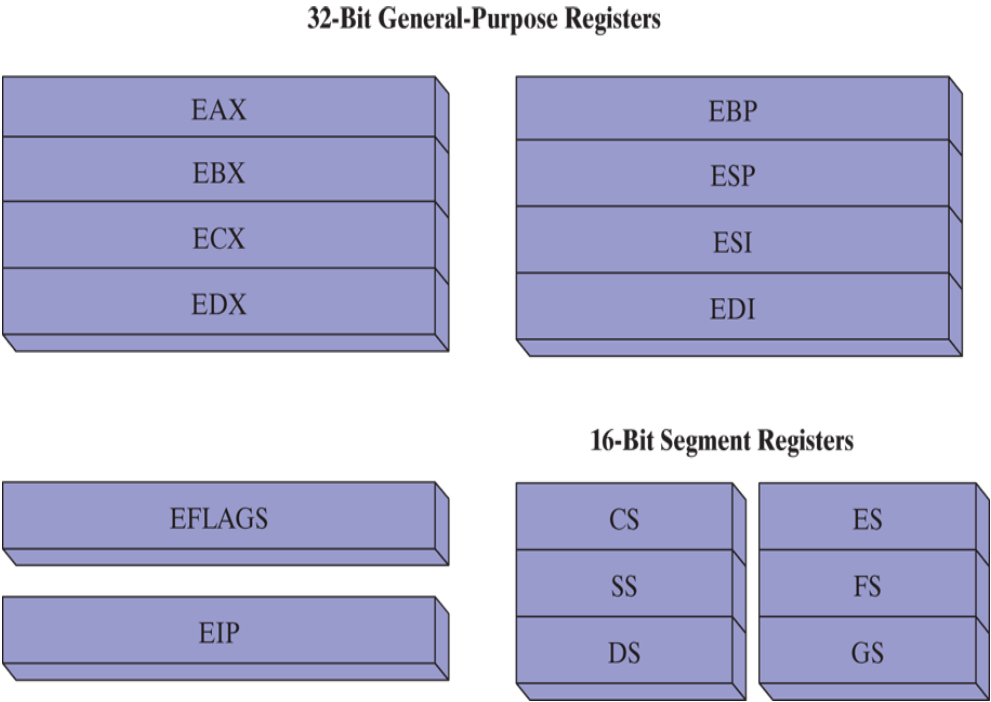 32-Bit General-Purpose Registers
EAX
EBX
ECX
EDX
EBP
ESP
ESI
EDI
EFLAGS
EIP
16-Bit Segment Registers
CS
SS
DS
ES
FS
GS